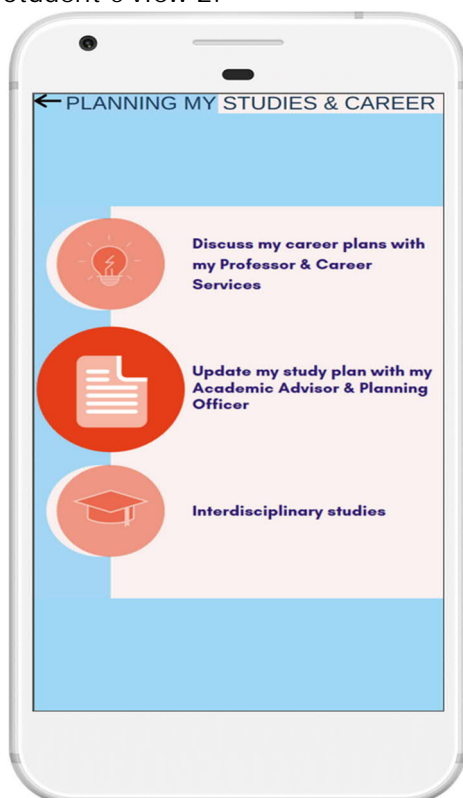 Student's view 2:
PLANNING MY STUDIES & CAREER
Discuss my career plans with
my Professor & Career
Services
Update my study plan with my
Academic Advisor & Planning
Officer
Interdisciplinary studies